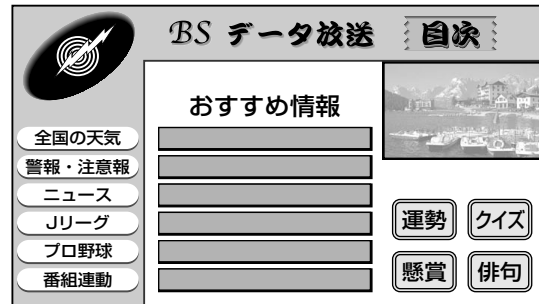 BS データ放送 目次
おすすめ情報
全国の天気
警報・注意報
ニュース
Jリーグ
プロ野球
番組連動
運勢 クイズ
懸賞 俳句